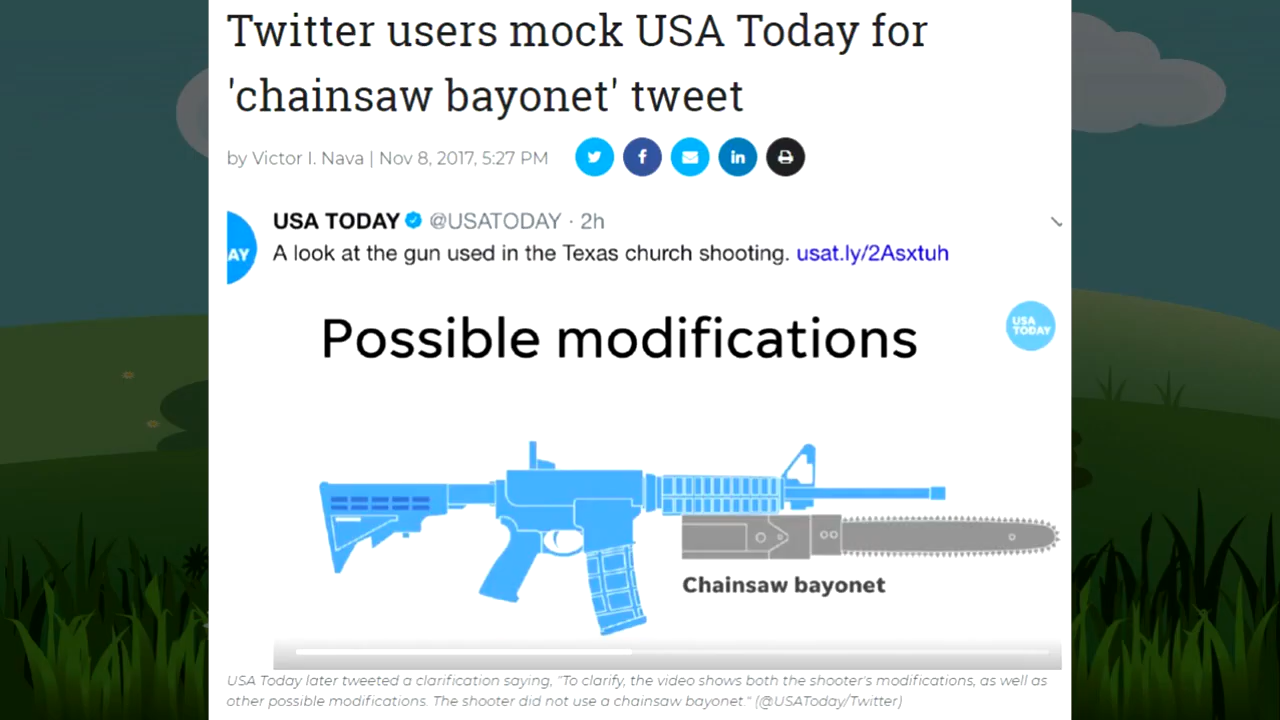 Twitter users mock USA Today for
'chainsaw bayonet' tweet
by Victor I. Nava | Nov 8, 2017, 5:27 PM
f
in
AY
USA TODAY @USATODAY · 2h
A look at the gun used in the Texas church shooting. usat.ly/2Asxtuh
Possible modifications
USA
TODAY
Chainsaw bayonet
USA Today later tweeted a clarification saying, "To clarify, the video shows both the shooter's modifications, as well as
other possible modifications. The shooter did not use a chainsaw bayonet." (@USAToday/Twitter)